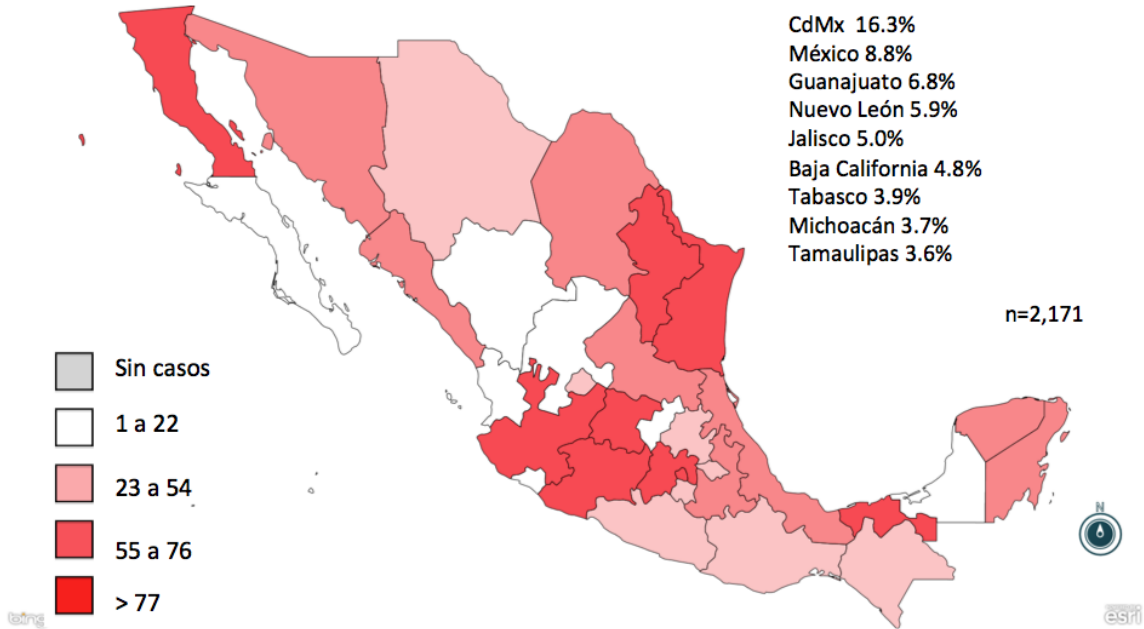 CdMx 16.3%
México 8.8%
Guanajuato 6.8%
Nuevo León 5.9%
Jalisco 5.0%
Baja California 4.8%
Tabasco 3.9%
Michoacán 3.7%
Tamaulipas 3.6%
n=2,171
Sin casos
1 a 22
23 a 54
55 a 76
> 77
N
bing
esri